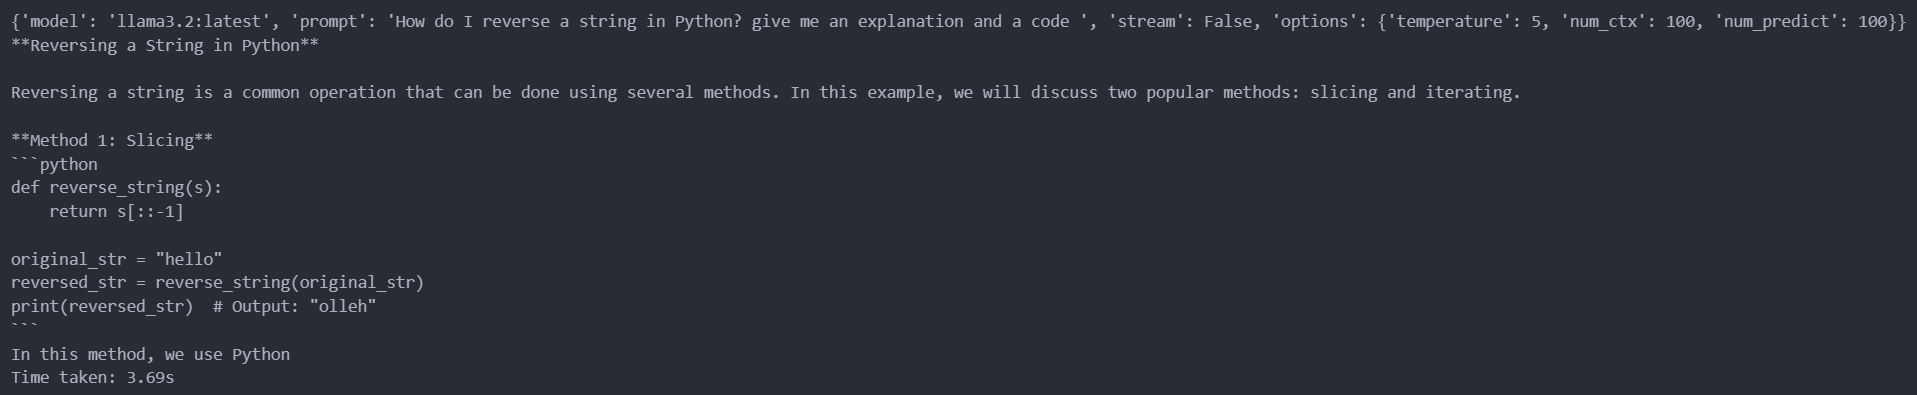 {'model': 'llama3.2:latest', 'prompt': 'How do I reverse a string in Python? give me an explanation and a code ', 'stream': False, 'options': {'temperature': 5, 'num_ctx': 100, 'num_predict': 100}}
**Reversing a String in Python**
Reversing a string is a common operation that can be done using several methods. In this example, we will discuss two popular methods: slicing and iterating.
**Method 1: Slicing**
```python
def reverse_string(s):
    return s[::-1]
original_str = "hello"
reversed_str = reverse_string(original_str)
print(reversed_str)  # Output: "olleh"
```
In this method, we use Python
Time taken: 3.69s